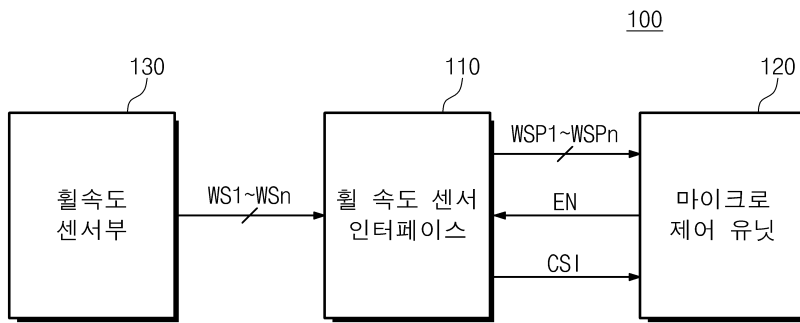 100
130
110
120
휠속도
센서부
WS1~WSn
휠 속도 센서
인터페이스
WSP1~WSPn
EN
CSI
마이크로
제어 유닛